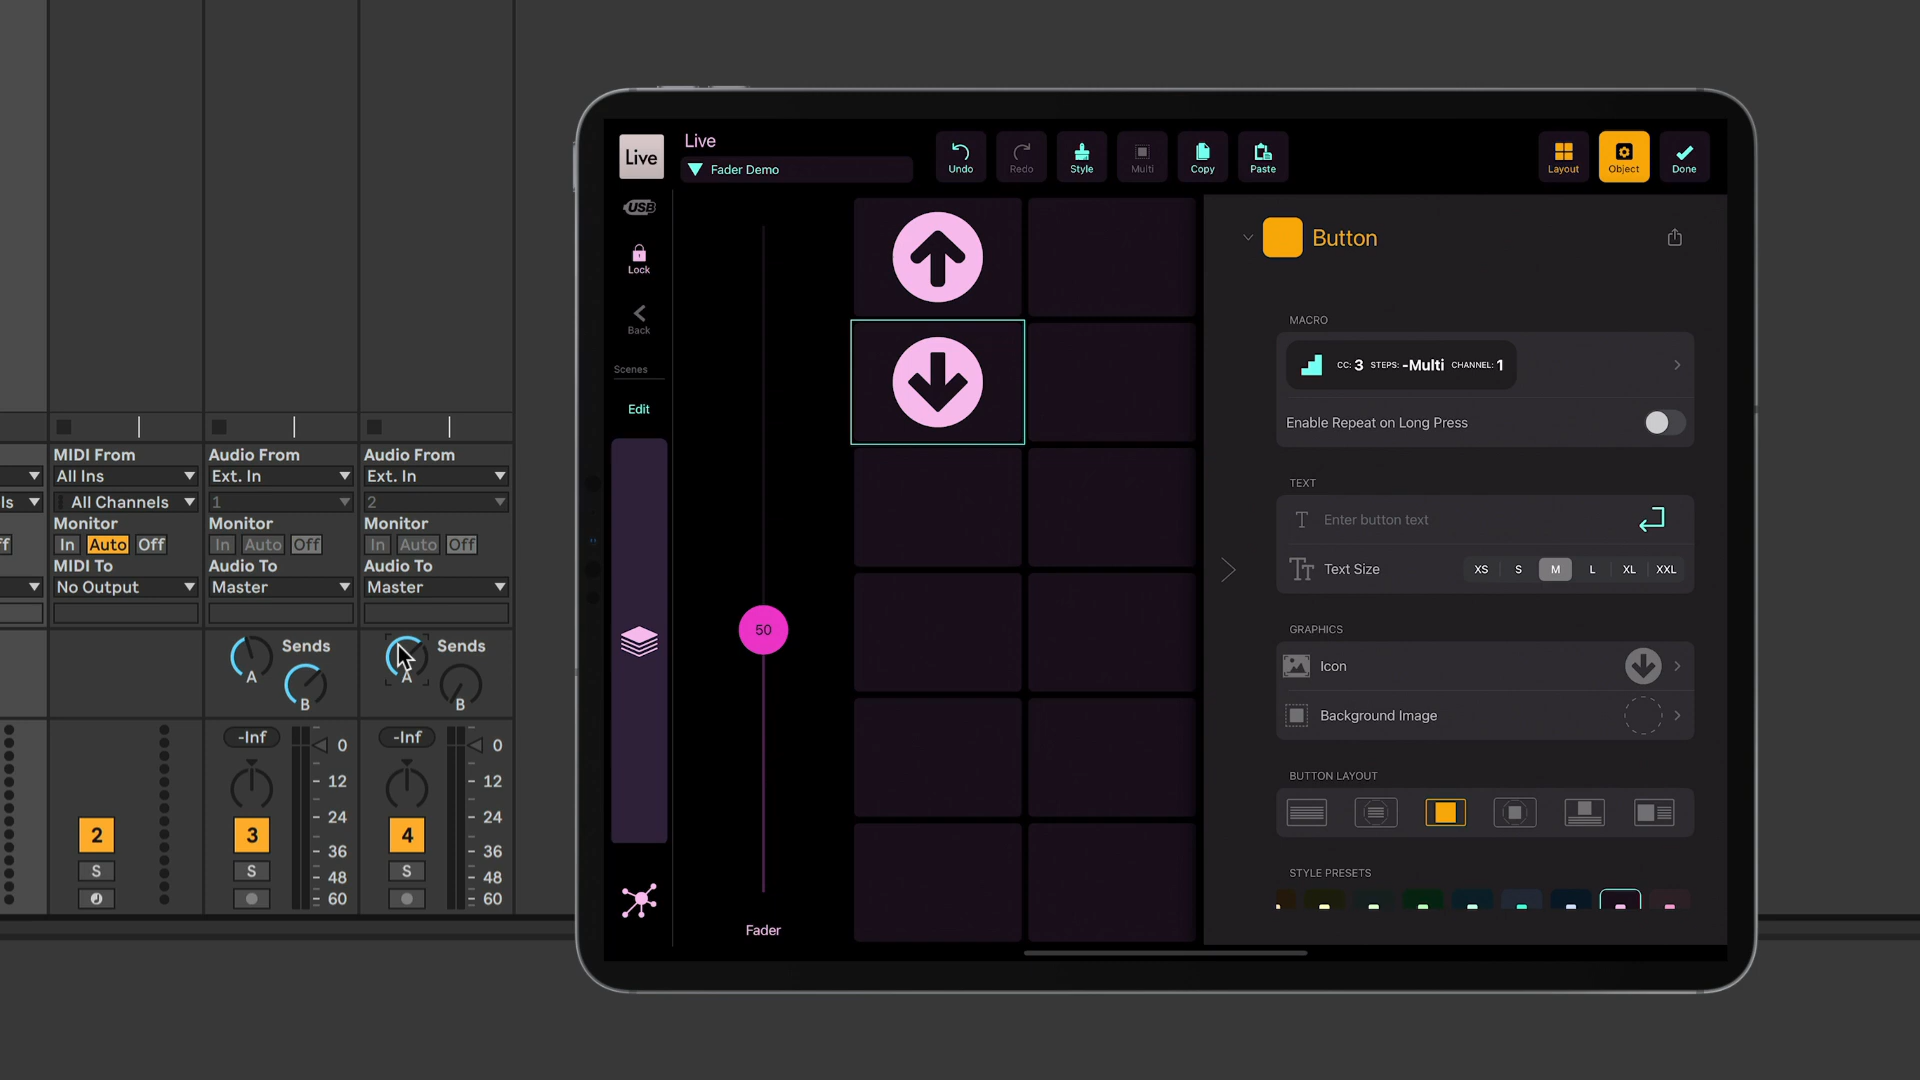 MIDI From
All Ins
All Channels
Monitor
In Auto Off
MIDI To
No Output
2
S
ls
ff
Audio From
Ext. In
1
Monitor
In Auto Off
Audio To
Master
Sends
A
B
-Inf
0
12
24
36
48
60
3
S
Audio From
Ext. In
2
Monitor
In Auto Off
Audio To
Master
Sends
A
B
-Inf
0
12
24
36
48
60
4
S
Live
Live
Fader Demo
Undo
Redo
Style
Multi
Copy
Paste
Layout
Object
Done
USB
Lock
Back
Scenes
Edit
50
Fader
Button
MACRO
CC: 3 STEPS: -Multi CHANNEL: 1
Enable Repeat on Long Press
TEXT
T Enter button text
TT Text Size XS S M L XL XXL
GRAPHICS
Icon
Background Image
BUTTON LAYOUT
STYLE PRESETS